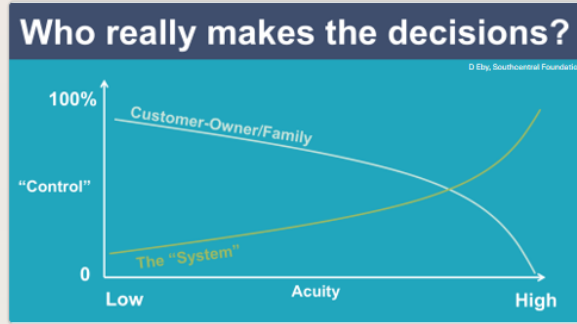 Who really makes the decisions?
D Eby, Southcentral Foundatio
100%
Customer-Owner/Family
“Control”
The “System”
0
Low
Acuity
High